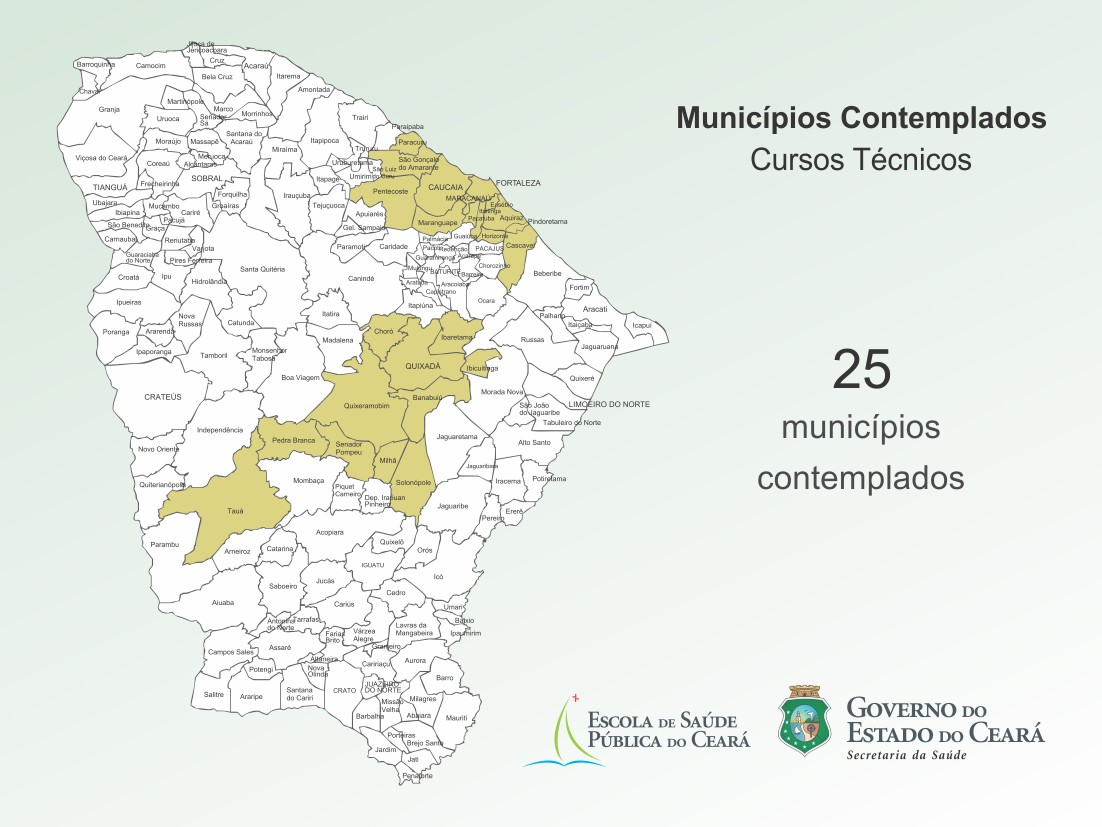 Municípios Contemplados
Cursos Técnicos
25
municípios
contemplados
Jijoca de
Jericoacoara
Barroquinha
Camocim
Cruz
Acaraú
Bela Cruz
Itarema
Chaval
Amontada
Granja
Martinópole
Marco
Morrinhos
Senador
Sá
Uruoca
Trairi
Paraipaba
Santana do
Acaraú
Moraújo
Massapê
Itapipoca
Paracuru
Miraíma
Tururu
Viçosa do Ceará
Coreaú
Meruoca
Alcântaras
Uruburetama
São Gonçalo
do Amarante
São Luiz
Umirim
Frecheirinha
SOBRAL
Itapagé
TIANGUÁ
Pentecoste
CAUCAIA
FORTALEZA
Forquilha
Irauçuba
MARACANAÚ
Ubajara
Mucambo
Groaíras
Tejuçuoca
Eusébio
Itaitinga
Ibiapina
Cariré
Apuiarés
Pacatuba
Aquiraz
Pindoretama
São Benedito
Pacujá
Graça
Gel. Sampaio
Maranguape
Guaiúba
Horizonte
Carnaubal
Reriutaba
Palmácia
Cascavel
Varjota
Paramoti
Caridade
Redenção
PACAJUS
Guaraciaba
do Norte
Pires Ferreira
Guaramiranga
Chorozinho
Croatá
Ipu
Santa Quitéria
Mulungu
BATURITÉ
Barreira
Beberibe
Hidrolândia
Canindé
Aratuba
Aracoiaba
Capistrano
Fortim
Ipueiras
Itapiúna
Ocara
Aracati
Nova
Russas
Catunda
Itatira
Palhano
Itaiçaba
Icapuí
Poranga
Ararendá
Choró
Ibaretama
Madalena
Russas
Jaguaruana
Ipaporanga
Tamboril
Monsenhor
Tabosa
QUIXADÁ
Ibicuitinga
Boa Viagem
Quixeré
CRATEÚS
Banabuiú
Morada Nova
Quixeramobim
São João
do Jaguaribe
LIMOEIRO DO NORTE
Tabuleiro do Norte
Independência
Pedra Branca
Jaguaretama
Alto Santo
Novo Oriente
Senador
Pompeu
Milhã
Jaguaribara
Quiterianópolis
Mombaça
Solonópole
Iracema
Potiretama
Piquet
Carneiro
Dep. Irapuan
Pinheiro
Tauá
Jaguaribe
Ereré
Pereiro
Acopiara
Parambu
Quixelô
Arneiroz
Catarina
Orós
IGUATU
Icó
Jucás
Saboeiro
Cedro
Aiuaba
Cariús
Umari
Antonina
do Norte
Tarrafas
Baixio
Lavras da
Mangabeira
Ipaumirim
Farias
Brito
Várzea
Alegre
Assaré
Granjeiro
Campos Sales
Altaneira
Caririaçu
Aurora
Potengi
Nova
Olinda
Barro
Salitre
Araripe
Santana
do Cariri
CRATO
JUAZEIRO
DO NORTE
Missão
Velha
Milagres
Barbalha
Abaiara
Mauriti
Porteiras
Brejo Santo
Jardim
Jati
Penaforte
Escola de Saúde
Pública do Ceará
Governo do
Estado do Ceará
Secretaria da Saúde